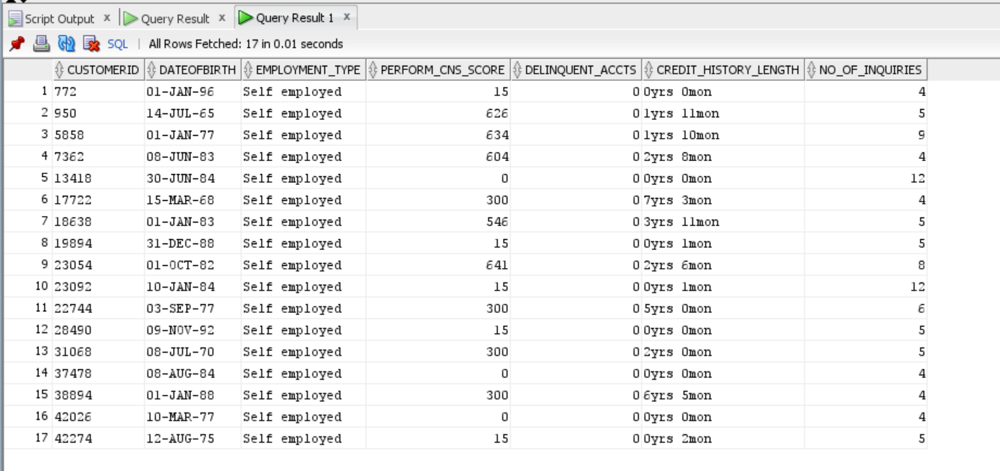 Script Output x Query Result x Query Result 1 x
SQL | All Rows Fetched: 17 in 0.01 seconds
CUSTOMERID DATEOFBIRTH EMPLOYMENT_TYPE PERFORM_CNS_SCORE DELINQUENT_ACCTS CREDIT_HISTORY_LENGTH NO_OF_INQUIRIES
1 772 01-JAN-96 Self employed 15 0 0yrs 0mon 4
2 950 14-JUL-65 Self employed 626 0 1yrs 11mon 5
3 5858 01-JAN-77 Self employed 634 0 1yrs 10mon 9
4 7362 08-JUN-83 Self employed 604 0 2yrs 8mon 4
5 13418 30-JUN-84 Self employed 0 0 0yrs 0mon 12
6 17722 15-MAR-68 Self employed 300 0 7yrs 3mon 4
7 18638 01-JAN-83 Self employed 546 0 3yrs 11mon 5
8 19894 31-DEC-88 Self employed 15 0 0yrs 1mon 5
9 23054 01-OCT-82 Self employed 641 0 2yrs 6mon 8
10 23092 10-JAN-84 Self employed 15 0 0yrs 1mon 12
11 22744 03-SEP-77 Self employed 300 0 5yrs 0mon 6
12 28490 09-NOV-92 Self employed 15 0 0yrs 0mon 5
13 31068 08-JUL-70 Self employed 300 0 2yrs 0mon 5
14 37478 08-AUG-84 Self employed 0 0 0yrs 0mon 4
15 38894 01-JAN-88 Self employed 300 0 6yrs 5mon 4
16 42026 10-MAR-77 Self employed 0 0 0yrs 0mon 4
17 42274 12-AUG-75 Self employed 15 0 0yrs 2mon 5